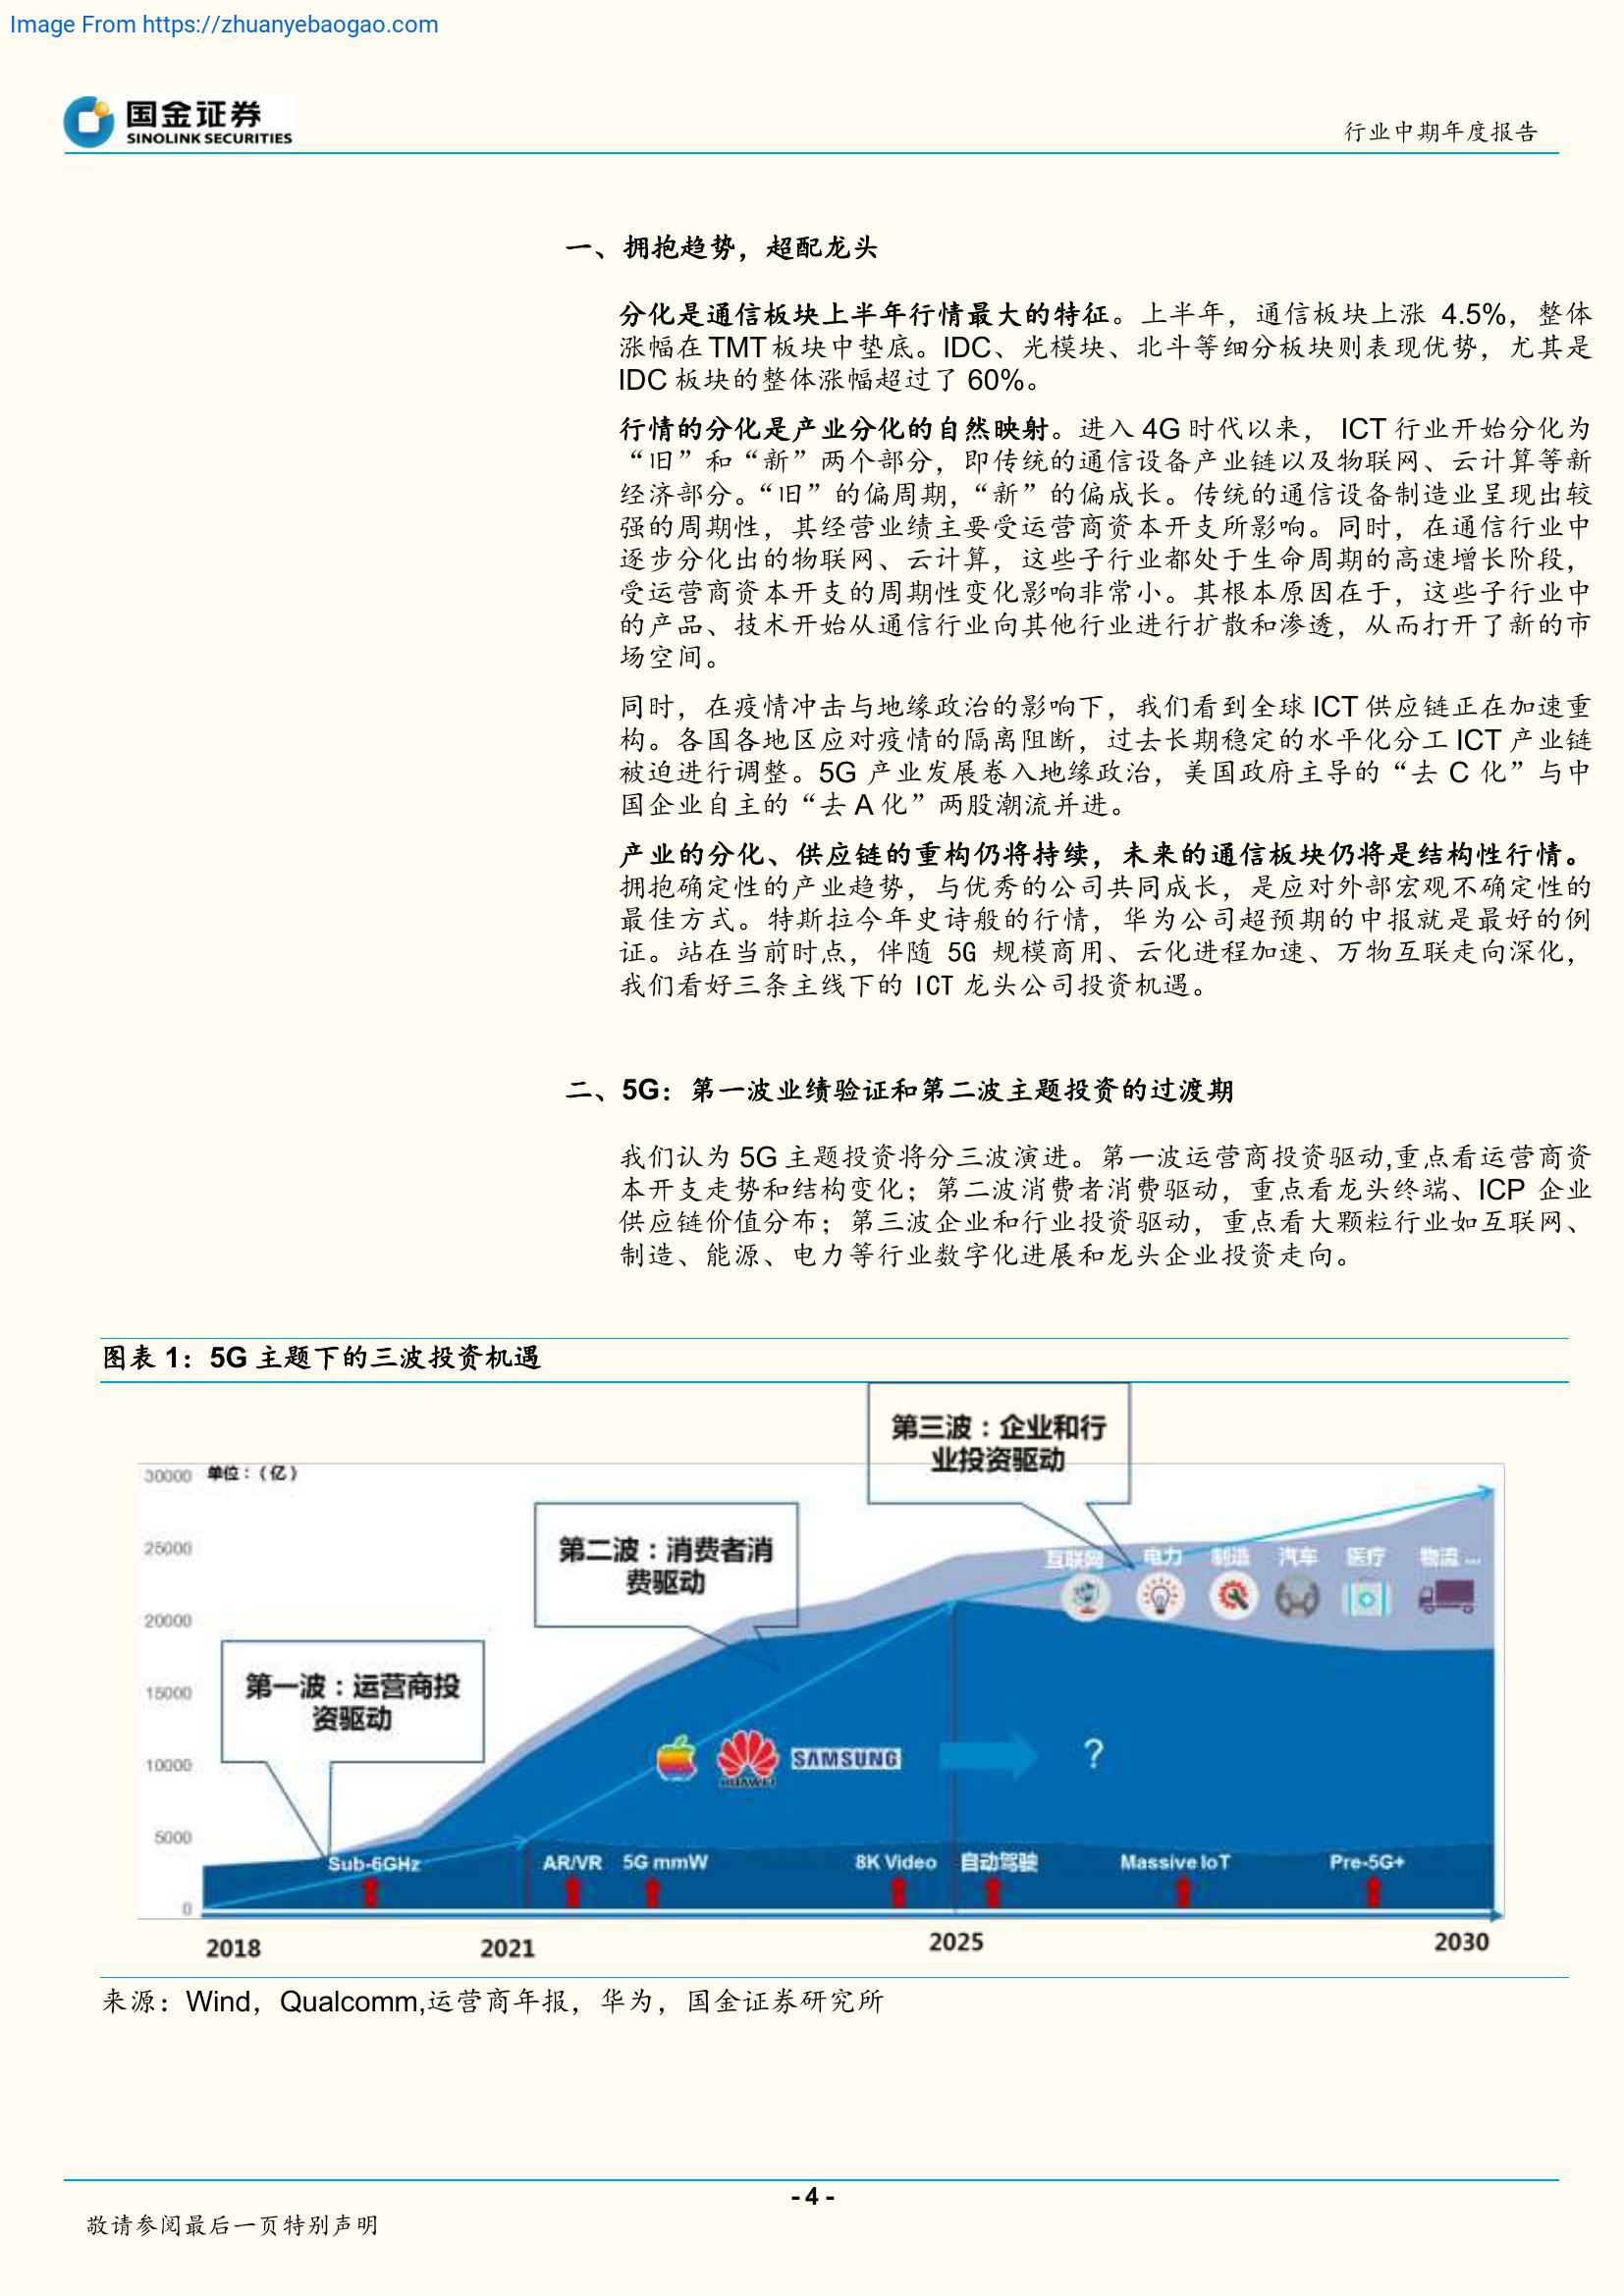 Image From https://zhuanyebaogao.com
国金证券
SINOLINK SECURITIES
行业中期年度报告
一、拥抱趋势，超配龙头
分化是通信板块上半年行情最大的特征。上半年，通信板块上涨 4.5%，整体
涨幅在 TMT 板块中垫底。IDC、光模块、北斗等细分板块则表现优势，尤其是
IDC 板块的整体涨幅超过了 60%。
行情的分化是产业分化的自然映射。进入 4G 时代以来， ICT 行业开始分化为
“旧”和“新”两个部分，即传统的通信设备产业链以及物联网、云计算等新
经济部分。“旧”的偏周期，“新”的偏成长。传统的通信设备制造业呈现出较
强的周期性，其经营业绩主要受运营商资本开支所影响。同时，在通信行业中
逐步分化出的物联网、云计算，这些子行业都处于生命周期的高速增长阶段，
受运营商资本开支的周期性变化影响非常小。其根本原因在于，这些子行业中
的产品、技术开始从通信行业向其他行业进行扩散和渗透，从而打开了新的市
场空间。
同时，在疫情冲击与地缘政治的影响下，我们看到全球 ICT 供应链正在加速重
构。各国各地区应对疫情的隔离阻断，过去长期稳定的水平化分工 ICT 产业链
被迫进行调整。5G 产业发展卷入地缘政治，美国政府主导的“去 C 化”与中
国企业自主的“去 A 化”两股潮流并进。
产业的分化、供应链的重构仍将持续，未来的通信板块仍将是结构性行情。
拥抱确定性的产业趋势，与优秀的公司共同成长，是应对外部宏观不确定性的
最佳方式。特斯拉今年史诗般的行情，华为公司超预期的中报就是最好的例
证。站在当前时点，伴随 5G 规模商用、云化进程加速、万物互联走向深化，
我们看好三条主线下的 ICT 龙头公司投资机遇。
二、5G：第一波业绩验证和第二波主题投资的过渡期
我们认为 5G 主题投资将分三波演进。第一波运营商投资驱动,重点看运营商资
本开支走势和结构变化；第二波消费者消费驱动，重点看龙头终端、ICP 企业
供应链价值分布；第三波企业和行业投资驱动，重点看大颗粒行业如互联网、
制造、能源、电力等行业数字化进展和龙头企业投资走向。
图表 1：5G 主题下的三波投资机遇
第三波：企业和行
业投资驱动
30000 单位：（亿）
第二波：消费者消
费驱动
25000
互联网 电力 制造 汽车 医疗 物流 ...
20000
第一波：运营商投
资驱动
15000
10000
HUAWEI SAMSUNG ?
5000
Sub-6GHz AR/VR 5G mmW 8K Video 自动驾驶 Massive IoT Pre-5G+
0
2018 2021 2025 2030
来源：Wind，Qualcomm,运营商年报，华为，国金证券研究所
- 4 -
敬请参阅最后一页特别声明